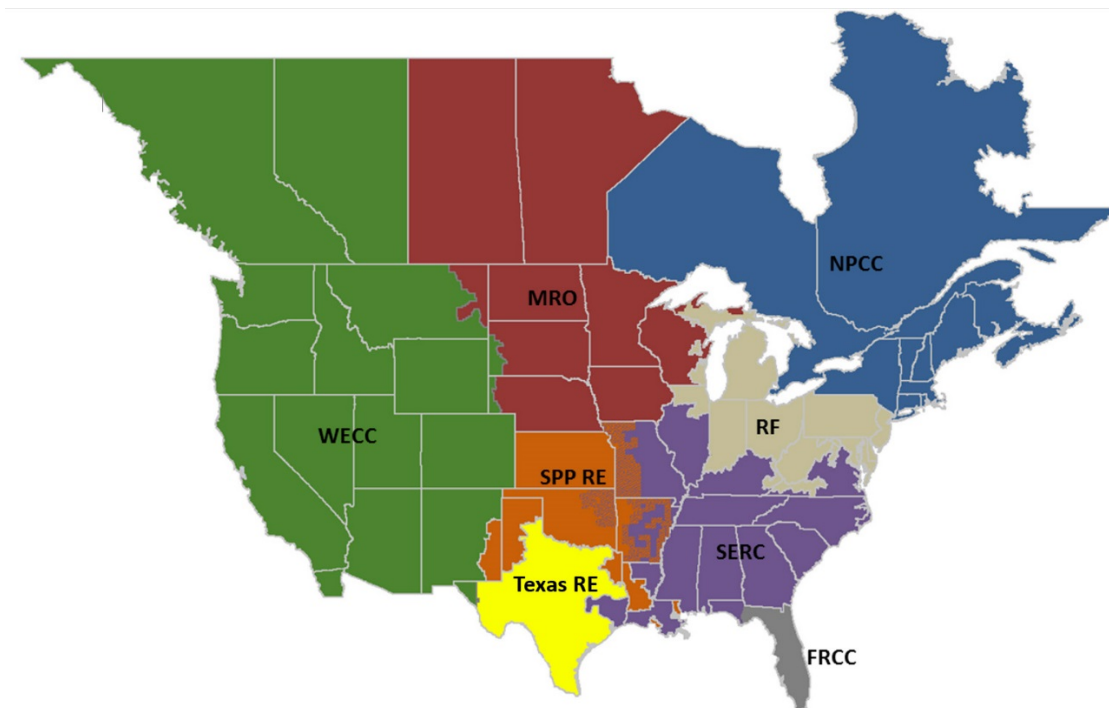 NPCC
MRO
RF
WECC
SPP RE
SERC
Texas RE
FRCC